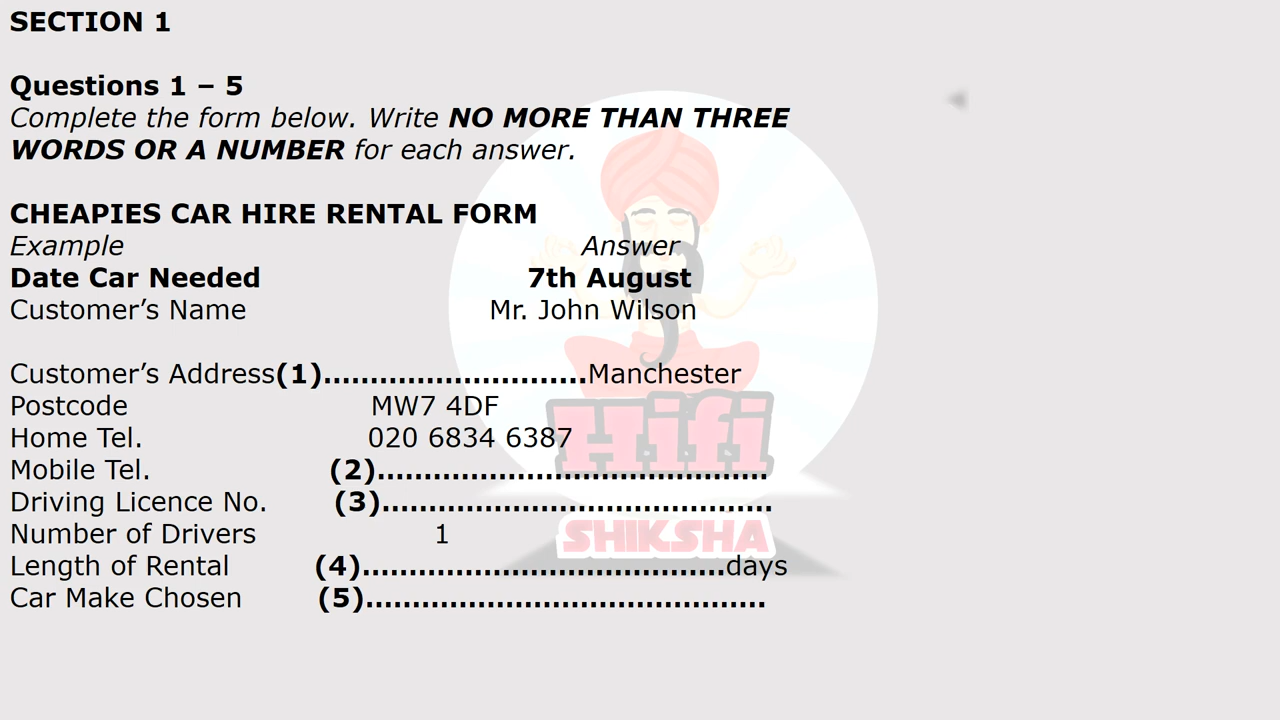 SECTION 1
Questions 1 – 5
Complete the form below. Write NO MORE THAN THREE
WORDS OR A NUMBER for each answer.
CHEAPIES CAR HIRE RENTAL FORM
Example Answer
Date Car Needed 7th August
Customer’s Name Mr. John Wilson
Customer’s Address(1)............................Manchester
Postcode MW7 4DF
Home Tel. 020 6834 6387
Mobile Tel. (2)..........................................
Driving Licence No. (3)..........................................
Number of Drivers 1
Length of Rental (4).......................................days
Car Make Chosen (5)...........................................
Hifi
SHIKSHA